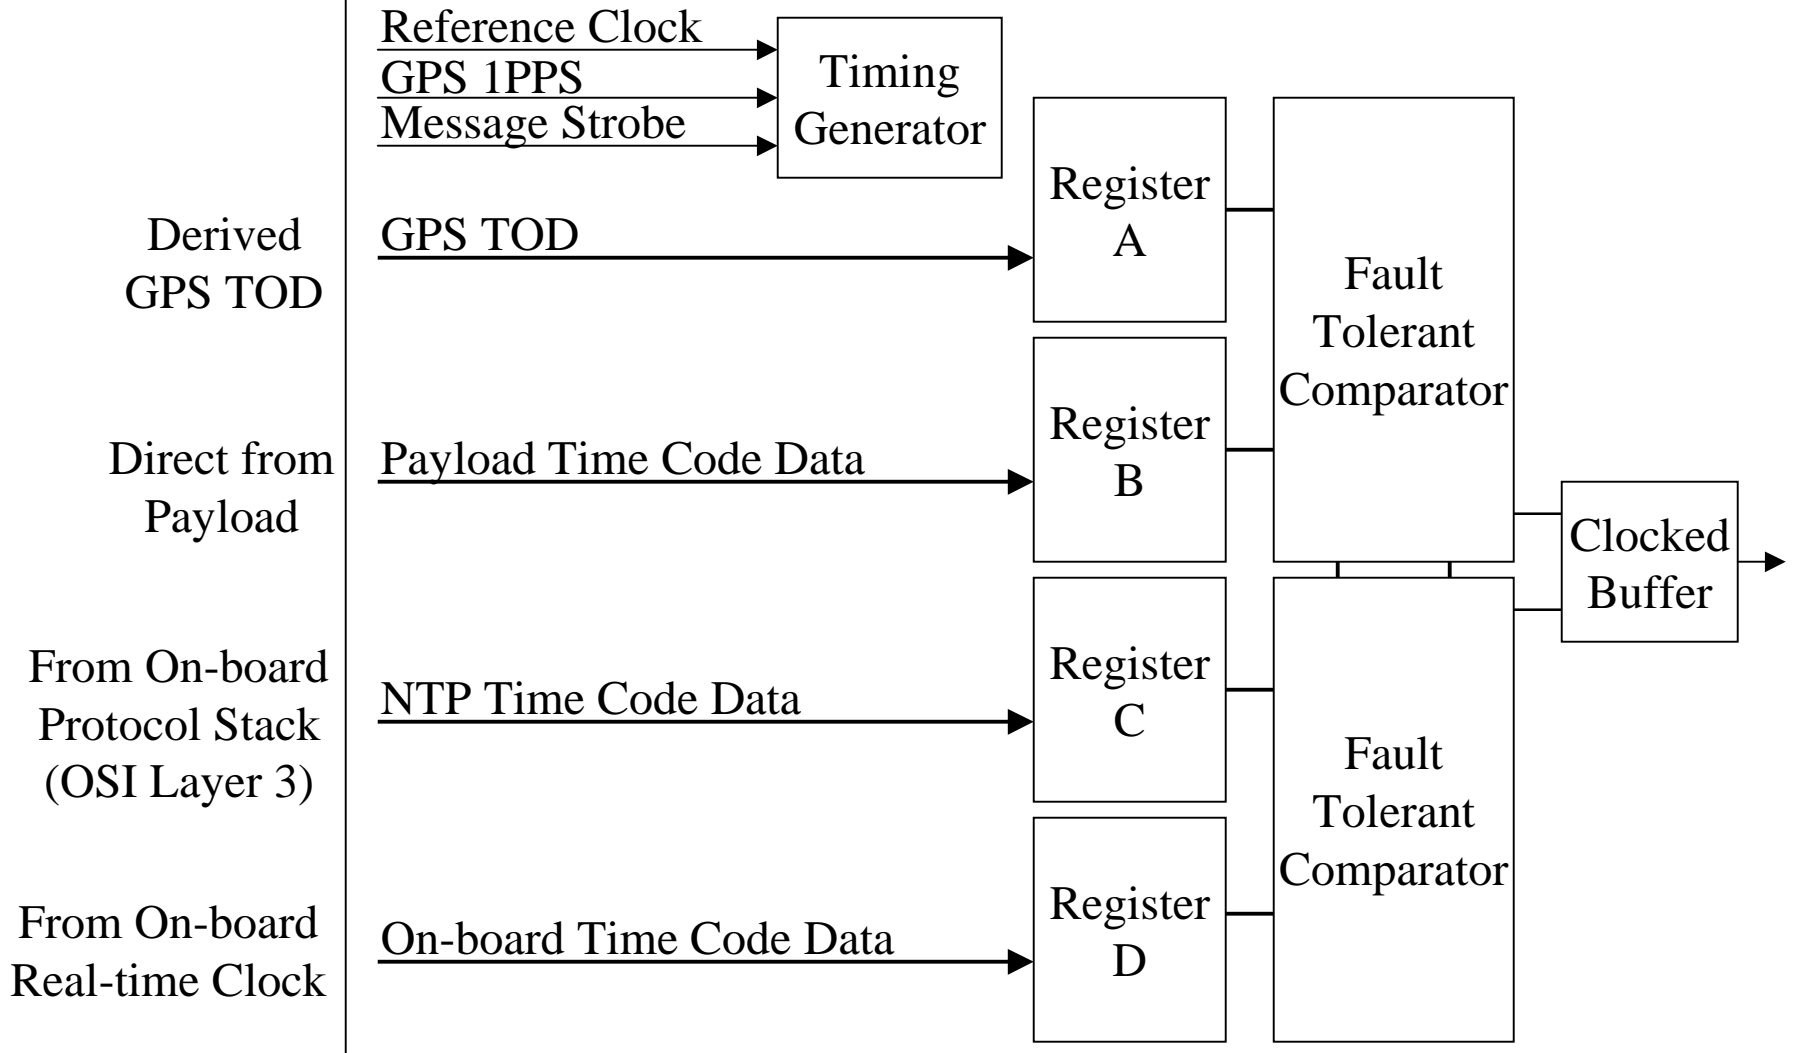 Reference Clock
GPS 1PPS
Message Strobe
Timing
Generator
Derived
GPS TOD
GPS TOD
Register
A
Fault
Tolerant
Comparator
Direct from
Payload
Payload Time Code Data
Register
B
Clocked
Buffer
From On-board
Protocol Stack
(OSI Layer 3)
NTP Time Code Data
Register
C
Fault
Tolerant
Comparator
From On-board
Real-time Clock
On-board Time Code Data
Register
D